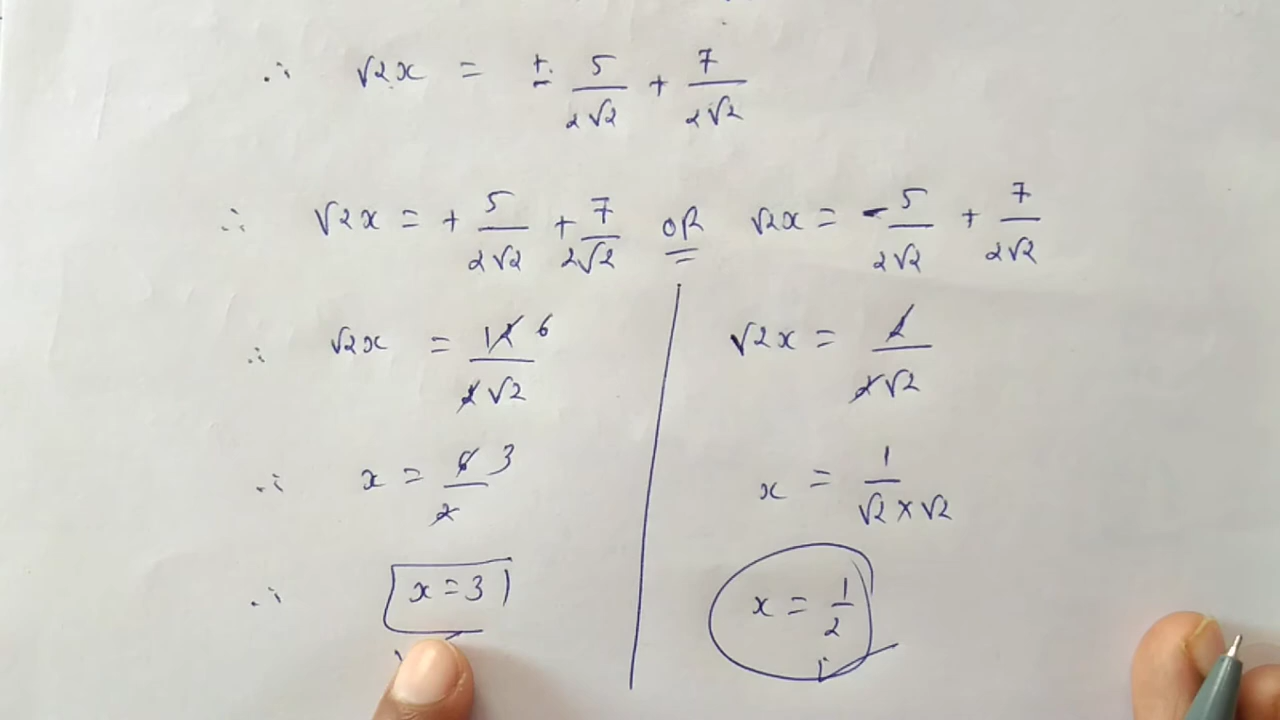 ∴ √2x = ± 5/2√2 + 7/2√2
∴ √2x = + 5/2√2 + 7/2√2 OR √2x = - 5/2√2 + 7/2√2
∴ √2x = 12/2√2 6 √2x = 2/2√2
∴ x = 6/2 3 x = 1/√2×√2
∴ x = 3 x = 1/2